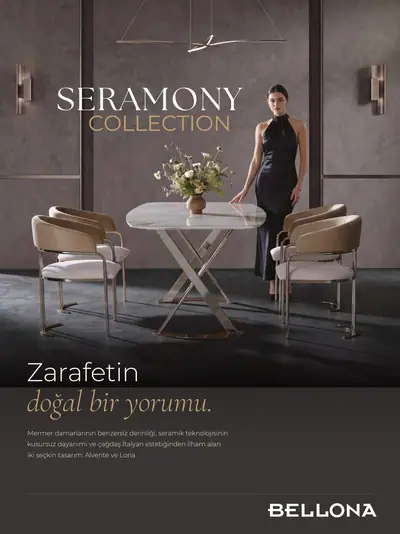 SERAMONY
COLLECTION
Zarafetin
doğal bir yorumu.
Mermer damarlarının benzersiz derinliği, seramik teknolojisinin
kusursuz dayanımı ve çağdaş İtalyan estetiğinden ilham alan
iki seçkin tasarım: Alvente ve Loria.
BELLONA